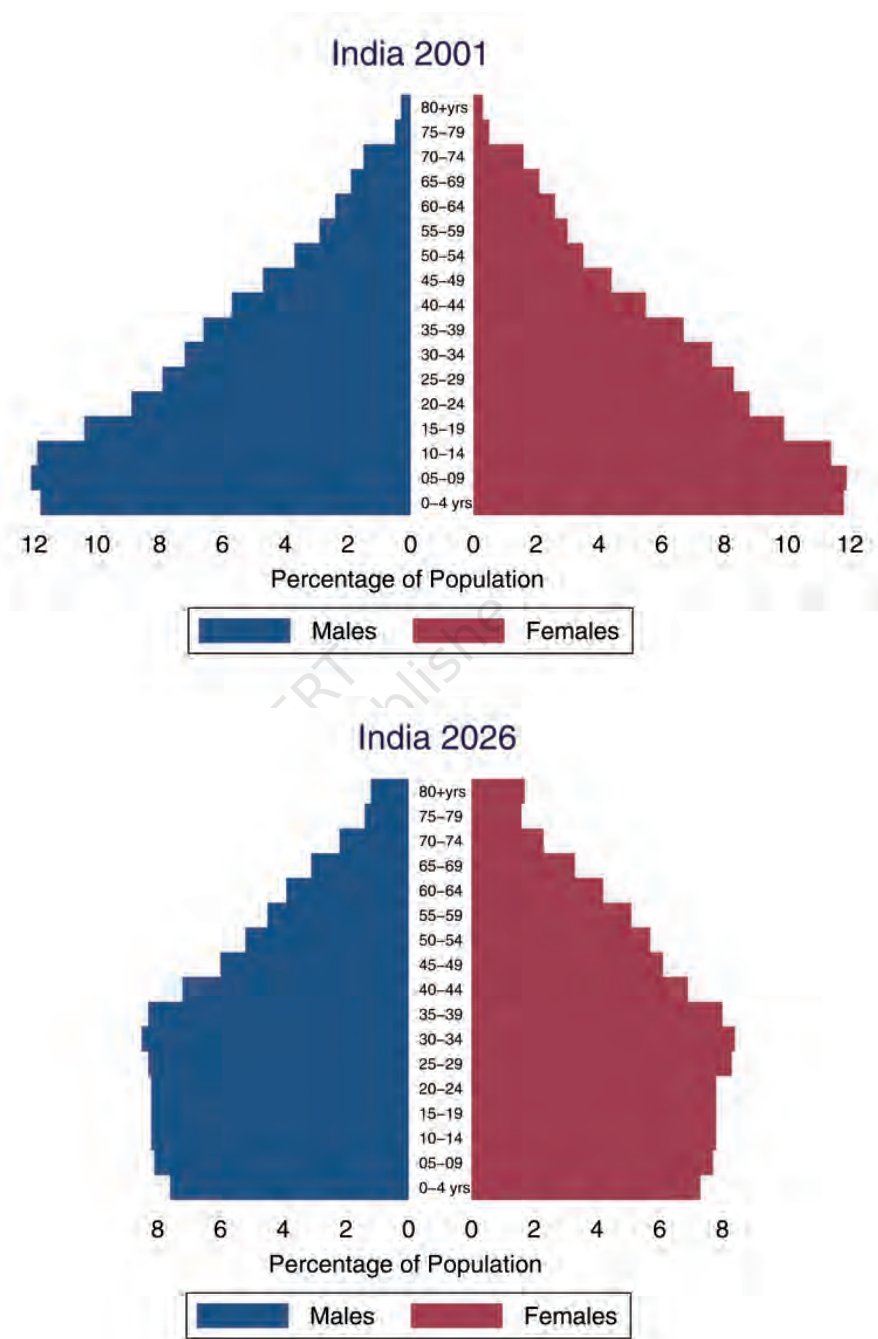 India 2001
80+yrs
75–79
70–74
65–69
60–64
55–59
50–54
45–49
40–44
35–39
30–34
25–29
20–24
15–19
10–14
05–09
0–4 yrs
12 10 8 6 4 2 0 0 2 4 6 8 10 12
Percentage of Population
Males Females
India 2026
80+yrs
75–79
70–74
65–69
60–64
55–59
50–54
45–49
40–44
35–39
30–34
25–29
20–24
15–19
10–14
05–09
0–4 yrs
8 6 4 2 0 0 2 4 6 8
Percentage of Population
Males Females